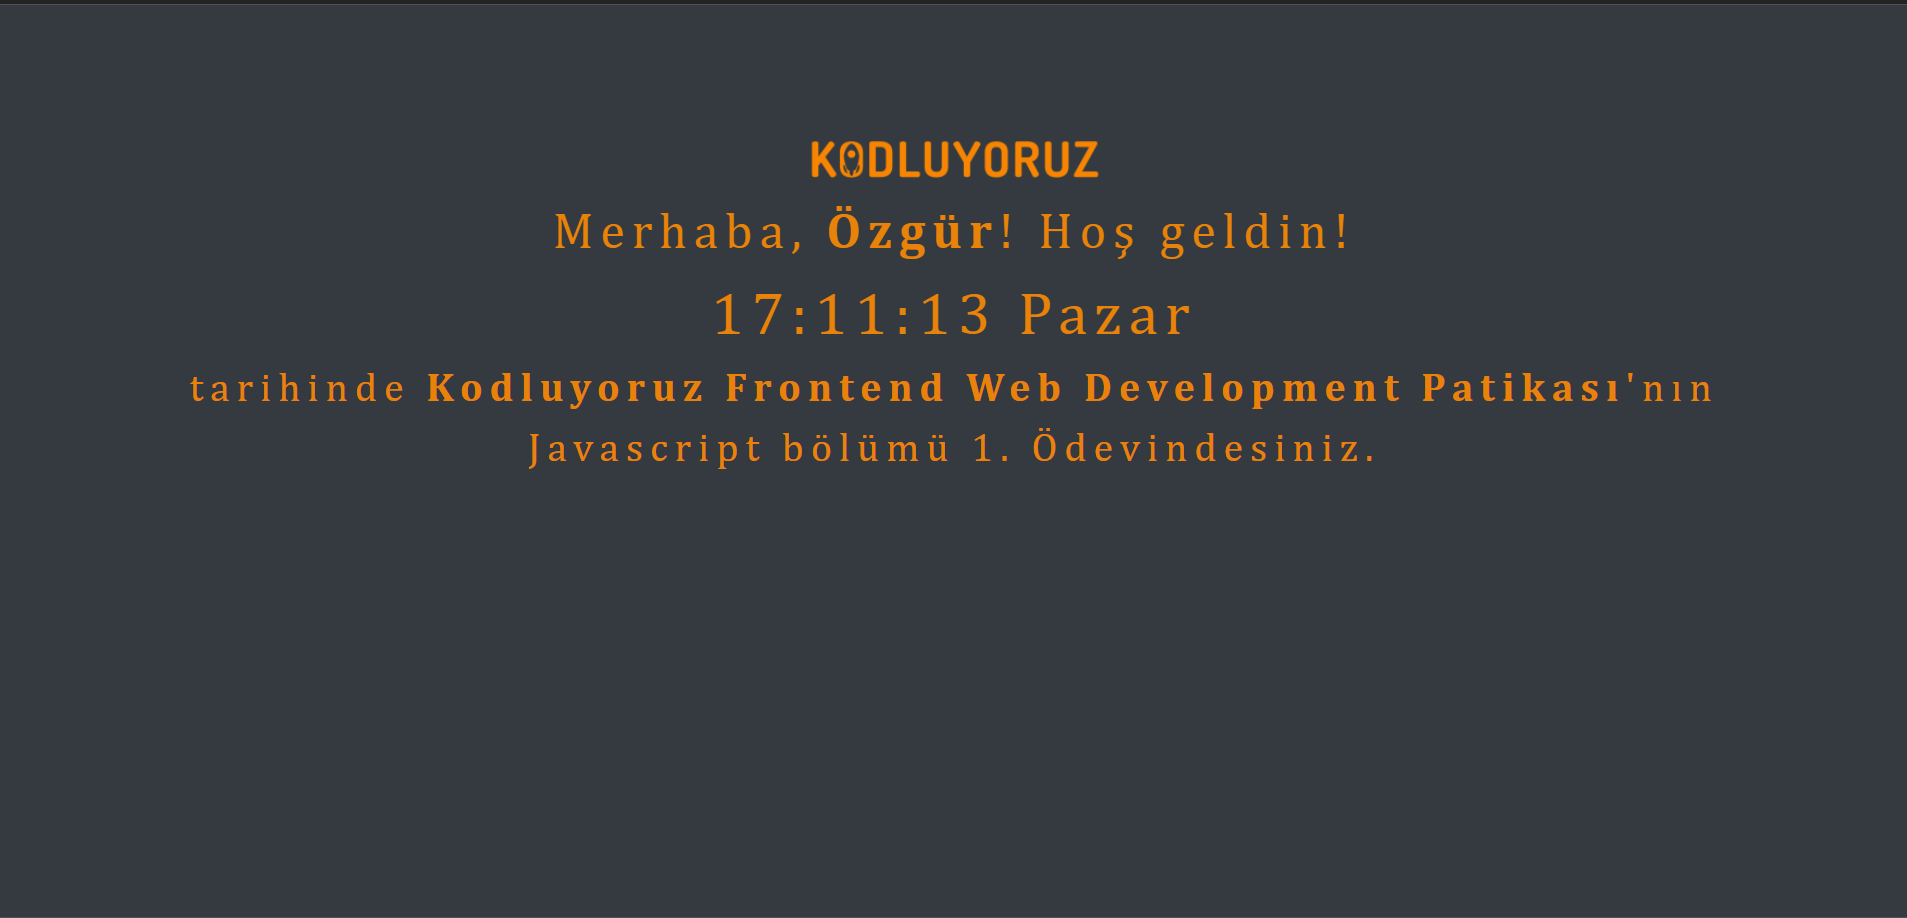 KODLUYORUZ
Merhaba, Özgür! Hoş geldin!
17:11:13 Pazar
tarihinde Kodluyoruz Frontend Web Development Patikası'nın
Javascript bölümü 1. Ödevindesiniz.